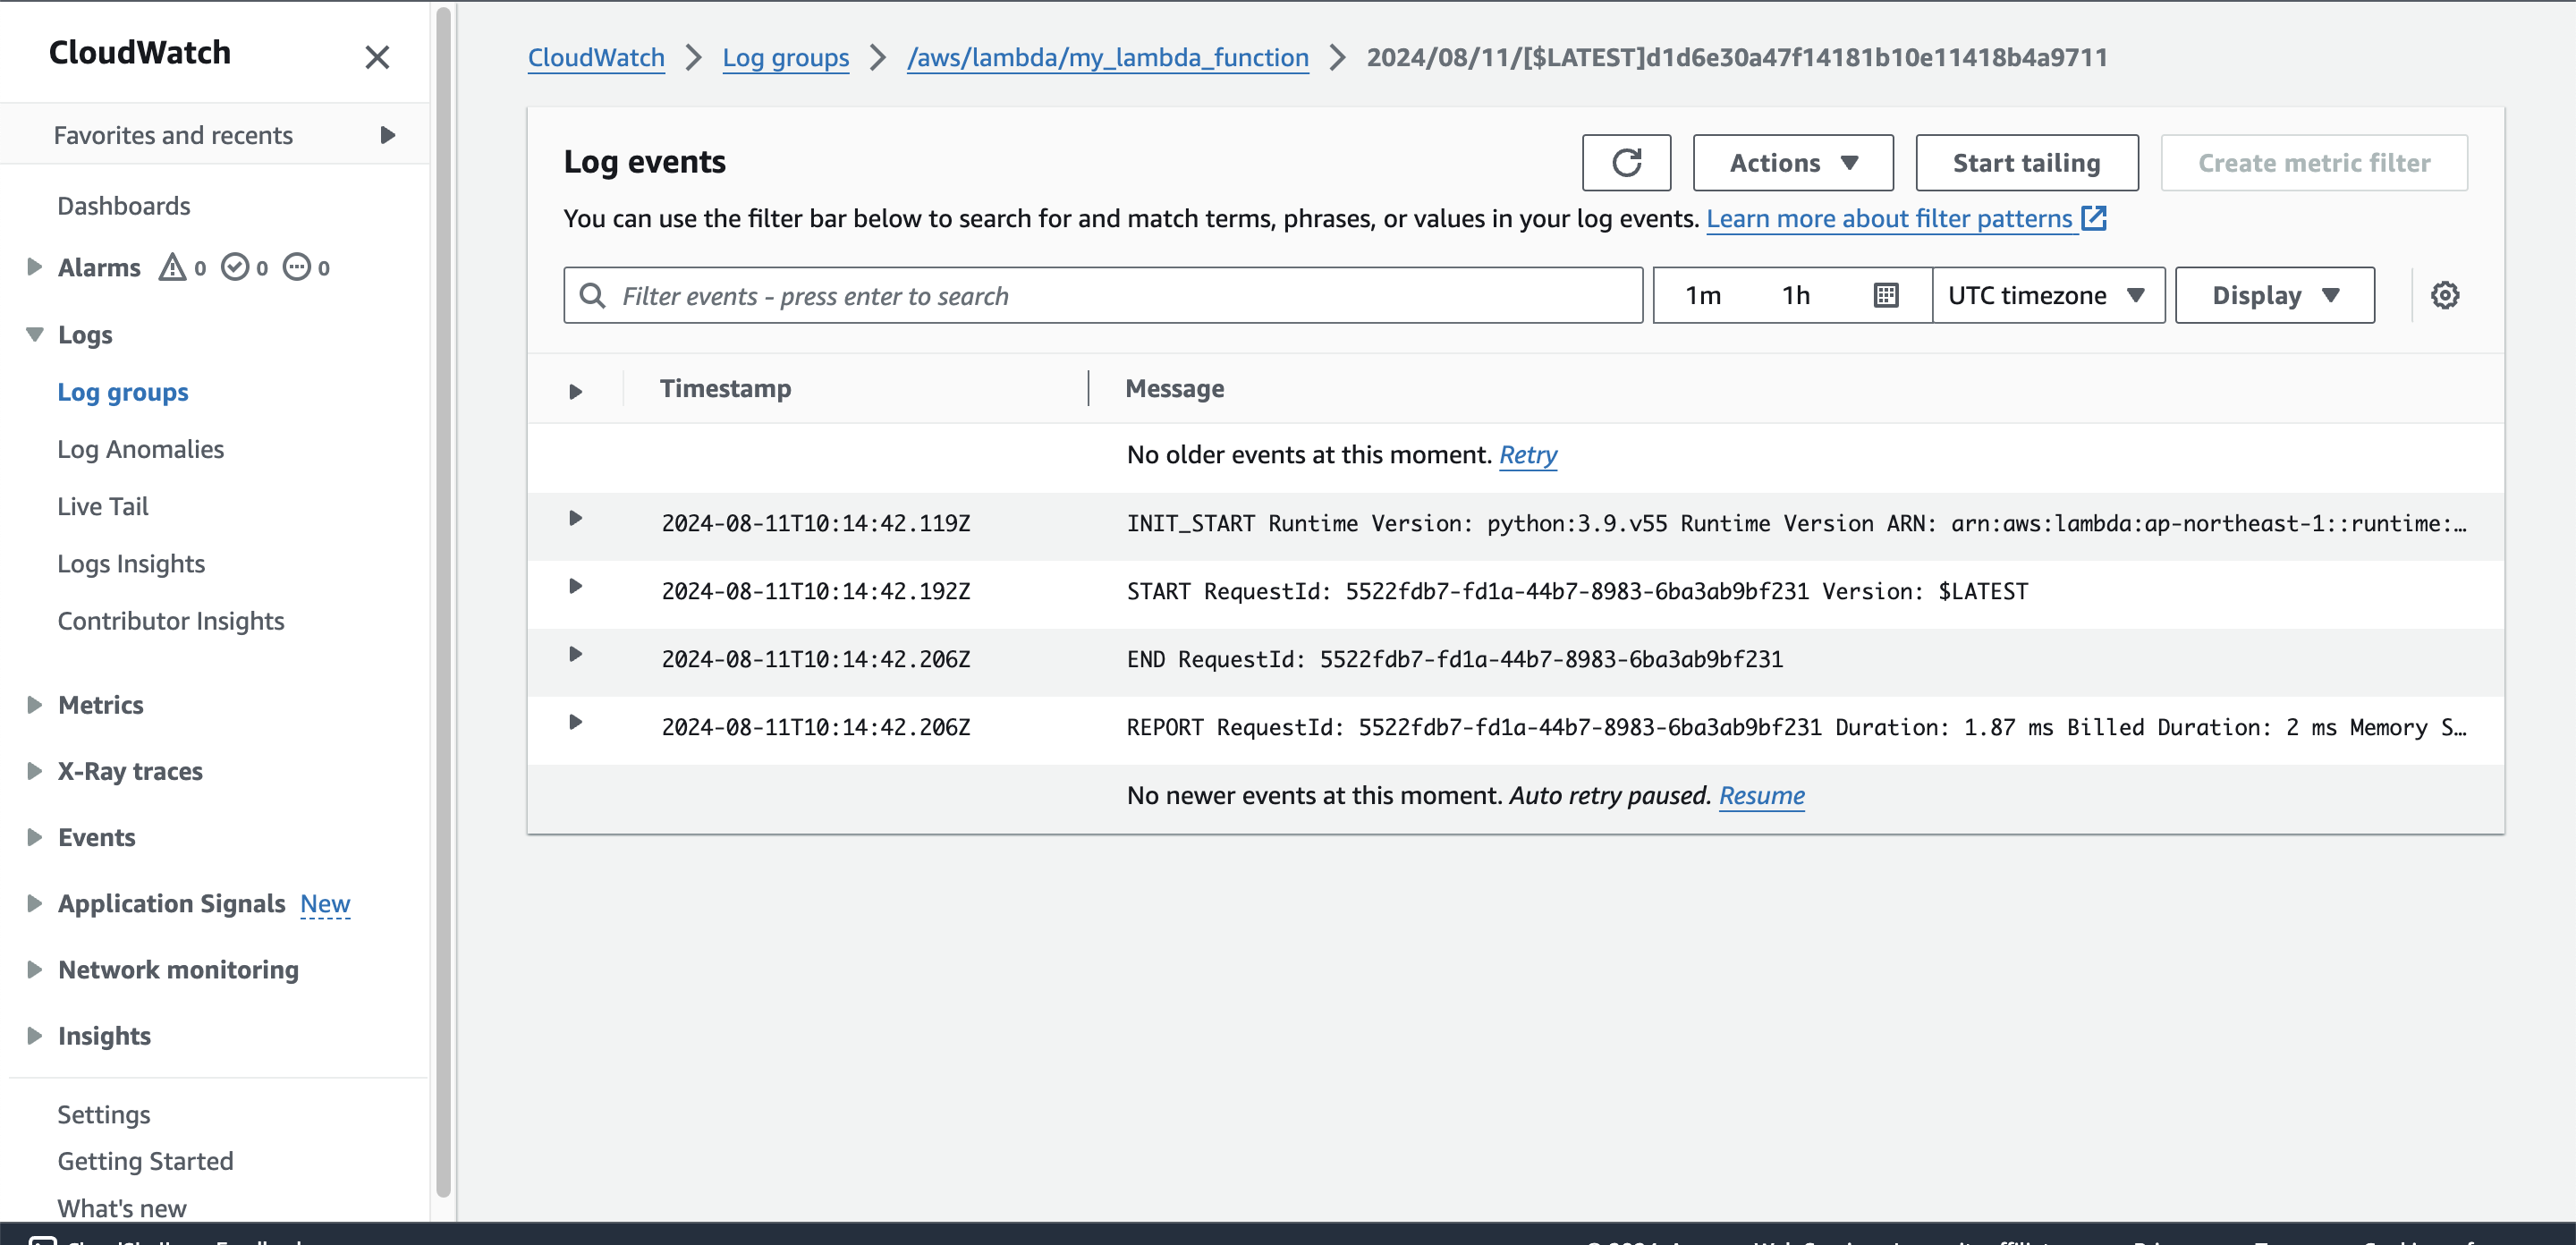 CloudWatch
Favorites and recents
Dashboards
Alarms 0 0 0
Logs
Log groups
Log Anomalies
Live Tail
Logs Insights
Contributor Insights
Metrics
X-Ray traces
Events
Application Signals New
Network monitoring
Insights
Settings
Getting Started
What's new
CloudWatch Log groups /aws/lambda/my_lambda_function 2024/08/11/[$LATEST]d1d6e30a47f14181b10e11418b4a9711
Log events
Actions Start tailing Create metric filter
You can use the filter bar below to search for and match terms, phrases, or values in your log events. Learn more about filter patterns
Filter events - press enter to search 1m 1h UTC timezone Display
Timestamp Message
No older events at this moment. Retry
2024-08-11T10:14:42.119Z INIT_START Runtime Version: python:3.9.v55 Runtime Version ARN: arn:aws:lambda:ap-northeast-1::runtime:…
2024-08-11T10:14:42.192Z START RequestId: 5522fdb7-fd1a-44b7-8983-6ba3ab9bf231 Version: $LATEST
2024-08-11T10:14:42.206Z END RequestId: 5522fdb7-fd1a-44b7-8983-6ba3ab9bf231
2024-08-11T10:14:42.206Z REPORT RequestId: 5522fdb7-fd1a-44b7-8983-6ba3ab9bf231 Duration: 1.87 ms Billed Duration: 2 ms Memory S…
No newer events at this moment. Auto retry paused. Resume